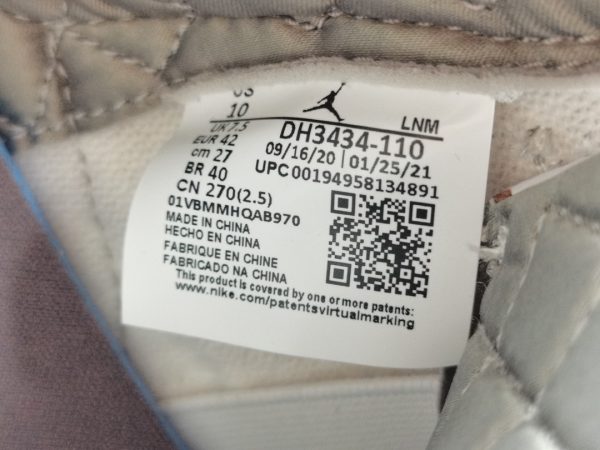 US
10
UK 7.5
EUR 42
cm 27
BR 40
CN 270(2.5)
LNM
DH3434-110
09/16/20 | 01/25/21
UPC 00194958134891
01VBMMHQAB970
MADE IN CHINA
HECHO EN CHINA
FABRIQUE EN CHINE
FABRICADO NA CHINA
This product is covered by one or more patents:
www.nike.com/patentsvirtualmarking